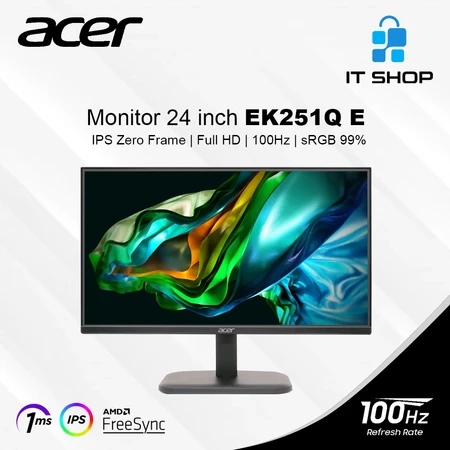 acer
IT SHOP
Monitor 24 inch EK251Q E
IPS Zero Frame | Full HD | 100Hz | sRGB 99%
acer
1ms
IPS
AMD
FreeSync
100Hz
Refresh Rate